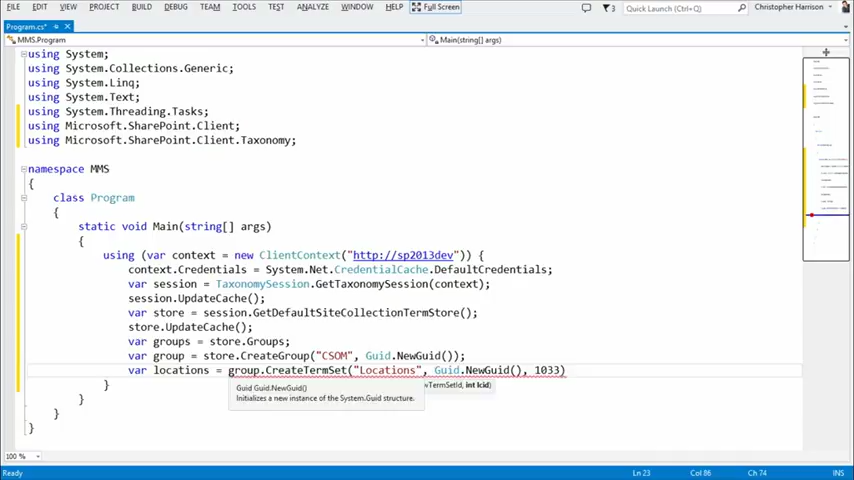 FILE EDIT VIEW PROJECT BUILD DEBUG TEAM TOOLS TEST ANALYZE WINDOW HELP Full Screen 3 Quick Launch (Ctrl+Q) Christopher Harrison
Program.cs*
MMS.Program Main(string[] args)
using System;
using System.Collections.Generic;
using System.Linq;
using System.Text;
using System.Threading.Tasks;
using Microsoft.SharePoint.Client;
using Microsoft.SharePoint.Client.Taxonomy;
namespace MMS
{
class Program
{
static void Main(string[] args)
{
using (var context = new ClientContext("http://sp2013dev")) {
context.Credentials = System.Net.CredentialCache.DefaultCredentials;
var session = TaxonomySession.GetTaxonomySession(context);
session.UpdateCache();
var store = session.GetDefaultSiteCollectionTermStore();
store.UpdateCache();
var groups = store.Groups;
var group = store.CreateGroup("CSOM", Guid.NewGuid());
var locations = group.CreateTermSet("Locations", Guid.NewGuid(), 1033)
}
Guid Guid.NewGuid()
Initializes a new instance of the System.Guid structure.
wTermSetId, int lcid)
}
}
}
100 %
Ready Ln 23 Col 86 Ch 74 INS